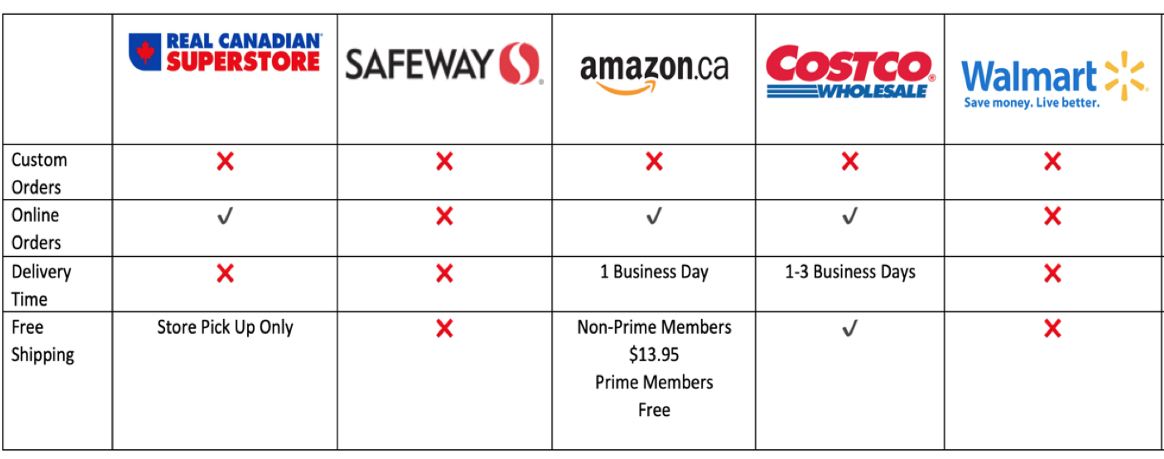 REAL CANADIAN
SUPERSTORE
SAFEWAY
amazon.ca
COSTCO
WHOLESALE
Walmart
Save money. Live better.
Custom
Orders
❌ ❌ ❌ ❌ ❌
Online
Orders
✓ ❌ ✓ ✓ ❌
Delivery
Time
❌ ❌ 1 Business Day 1-3 Business Days ❌
Free
Shipping
Store Pick Up Only
❌
Non-Prime Members
$13.95
Prime Members
Free
✓
❌